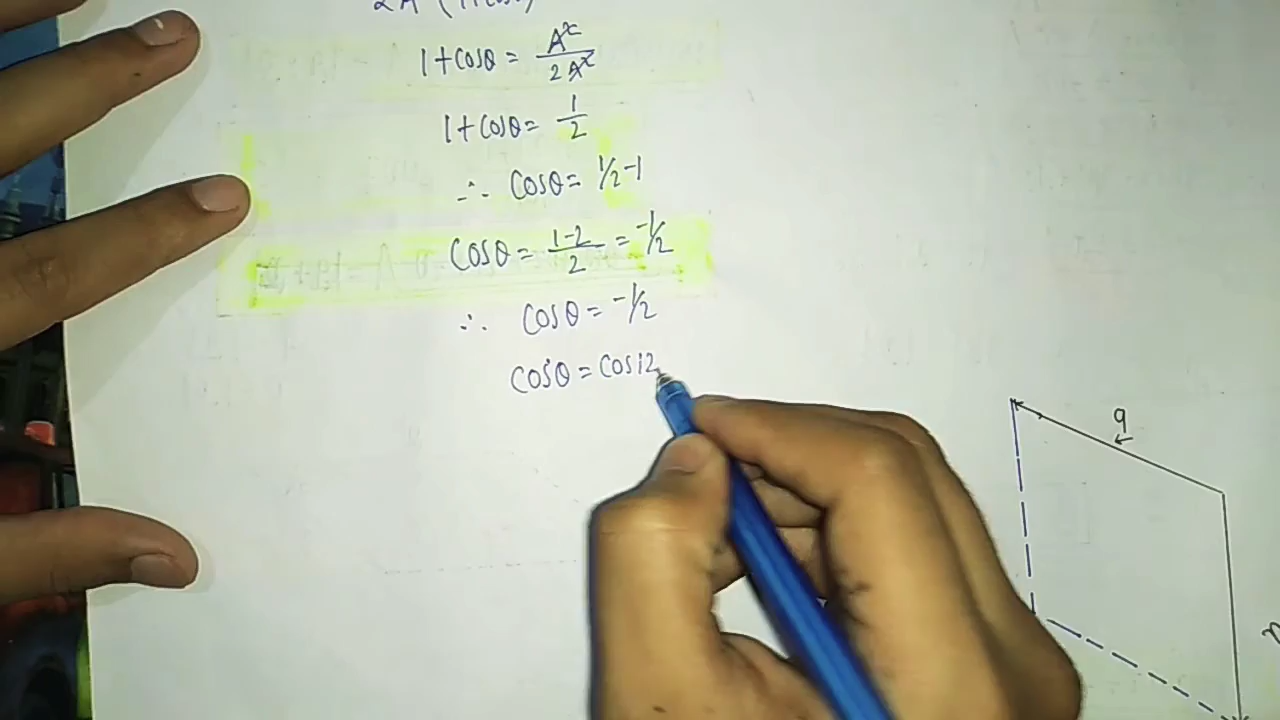 1+cosθ = A²/2A²
1+cosθ = 1/2
∴ cosθ = 1/2-1
cosθ = 1-2/2 = -1/2
∴ cosθ = -1/2
cosθ = cos12
q